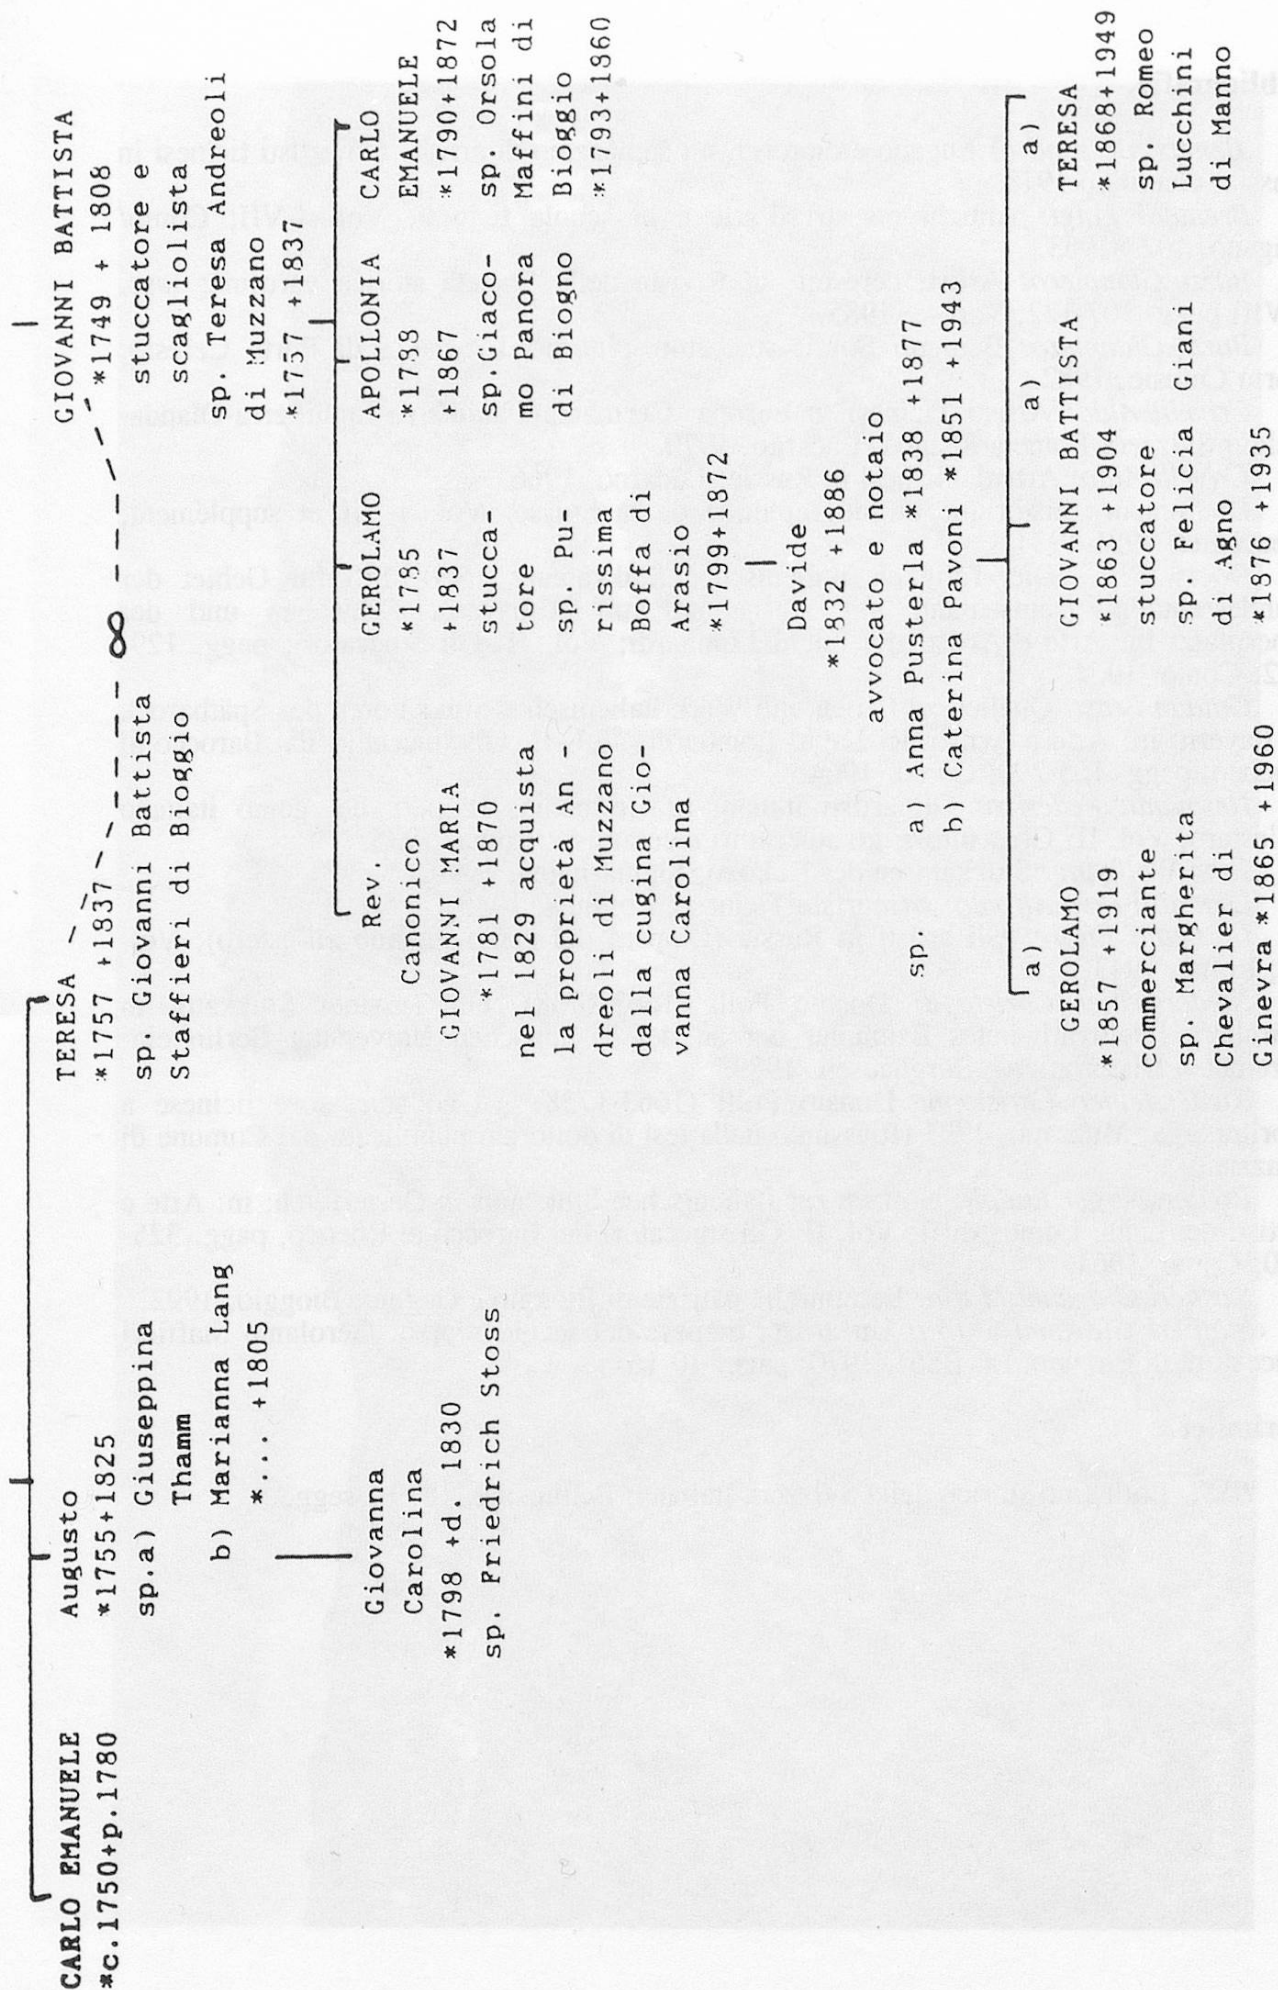 CARLO EMANUELE
*c.1750+p.1780
Augusto
*1755+1825
sp.a) Giuseppina
Thamm
b) Marianna Lang
*... +1805
Giovanna
Carolina
*1798 +d. 1830
sp. Friedrich Stoss
TERESA
*1757 +1837
sp. Giovanni Battista
Staffieri di Bioggio
∞
GIOVANNI BATTISTA
*1749 + 1808
stuccatore e
scagliolista
sp. Teresa Andreoli
di Muzzano
*1757 +1837
Rev.
Canonico
GIOVANNI MARIA
*1781 +1870
nel 1829 acquista
la proprietà An -
dreoli di Muzzano
dalla cugina Gio-
vanna Carolina
GEROLAMO
*1785
+1837
stucca-
tore
sp. Pu-
rissima
Boffa di
Arasio
*1799+1872
APOLONIA
*1788
+1867
sp.Giaco-
mo Panora
di Biogno
CARLO
EMANUELE
*1790+1872
sp. Orsola
Maffini di
Bioggio
*1793+1860
Davide
*1832 +1886
avvocato e notaio
sp. a) Anna Pusterla *1838 +1877
b) Caterina Pavoni *1851 +1943
a)
GEROLAMO
*1857 +1919
commerciante
sp. Margherita
Chevalier di
Ginevra *1865 +1960
a)
GIOVANNI BATTISTA
*1863 +1904
stuccatore
sp. Felicia Giani
di Agno
*1876 +1935
a)
TERESA
*1868+1949
sp. Romeo
Lucchini
di Manno